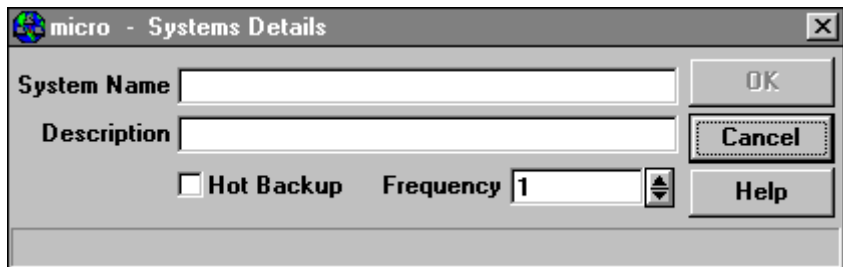 micro - Systems Details
System Name
OK
Description
Cancel
Hot Backup Frequency 1
Help